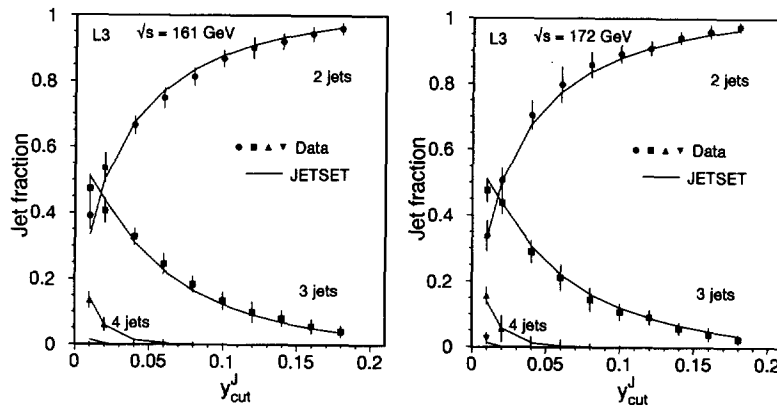 L3 √s = 161 GeV
1
0.8
0.6
0.4
0.2
0
Jet fraction
2 jets
Data
JETSET
3 jets
4 jets
0 0.05 0.1 0.15 0.2
y^J_cut
L3 √s = 172 GeV
1
0.8
0.6
0.4
0.2
0
Jet fraction
2 jets
Data
JETSET
3 jets
4 jets
0 0.05 0.1 0.15 0.2
y^J_cut